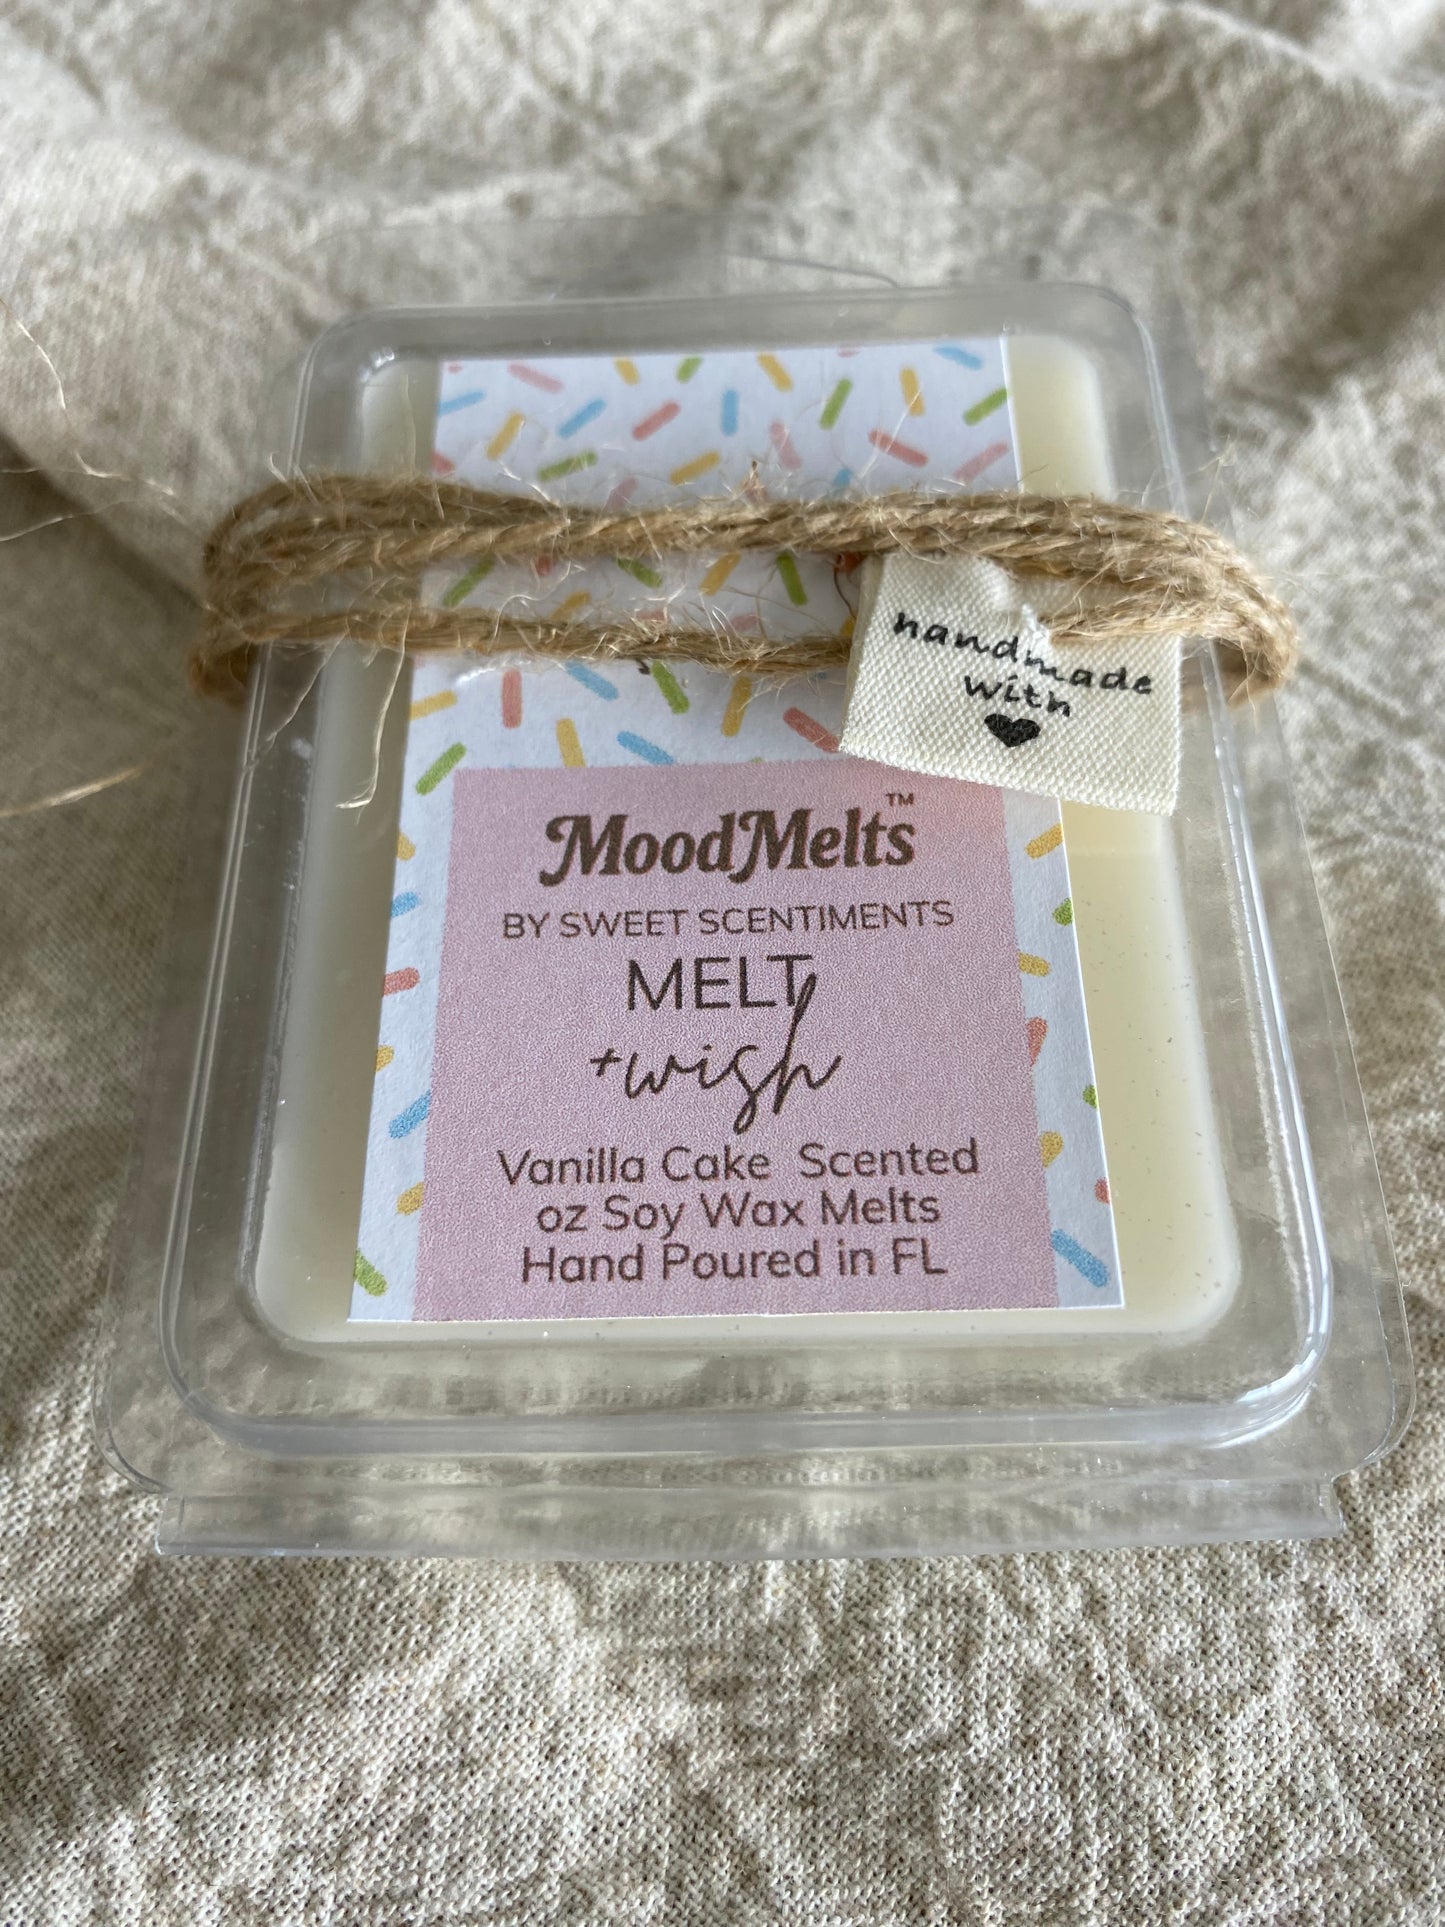 handmade
with
MoodMelts™
BY SWEET SCENTIMENTS
MELT
+wish
Vanilla Cake Scented
oz Soy Wax Melts
Hand Poured in FL